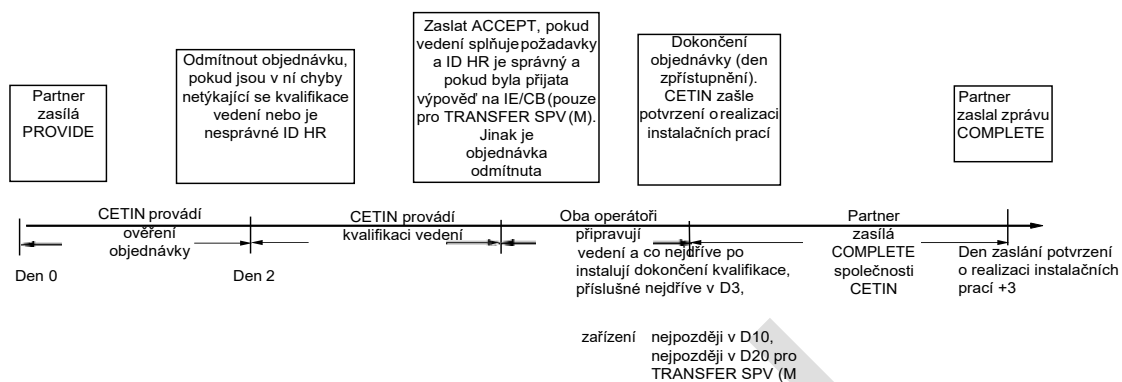 Partner
zasílá
PROVIDE
Odmítnout objednávku,
pokud jsou v ní chyby
netýkající se kvalifikace
vedení nebo je
nesprávné ID HR
Zaslat ACCEPT, pokud
vedení splňuje požadavky
a ID HR je správný a
pokud byla přijata
výpověď na IE/CB (pouze
pro TRANSFER SPV (M).
Jinak je
objednávka
odmítnuta
Dokončení
objednávky (den
zpřístupnění).
CETIN zašle
potvrzení o realizaci
instalačních prací
Partner
zaslal zprávu
COMPLETE
CETIN provádí
ověření
objednávky
CETIN provádí
kvalifikaci vedení
Oba operátoři
připravují
vedení a
instalují
příslušné
zařízení
Partner
zasílá
COMPLETE
společnosti
CETIN
Den 0
Den 2
co nejdříve po
dokončení kvalifikace,
nejdříve v D3,
nejpozději v D10,
nejpozději v D20 pro
TRANSFER SPV (M
Den zaslání potvrzení
o realizaci instalačních
prací +3